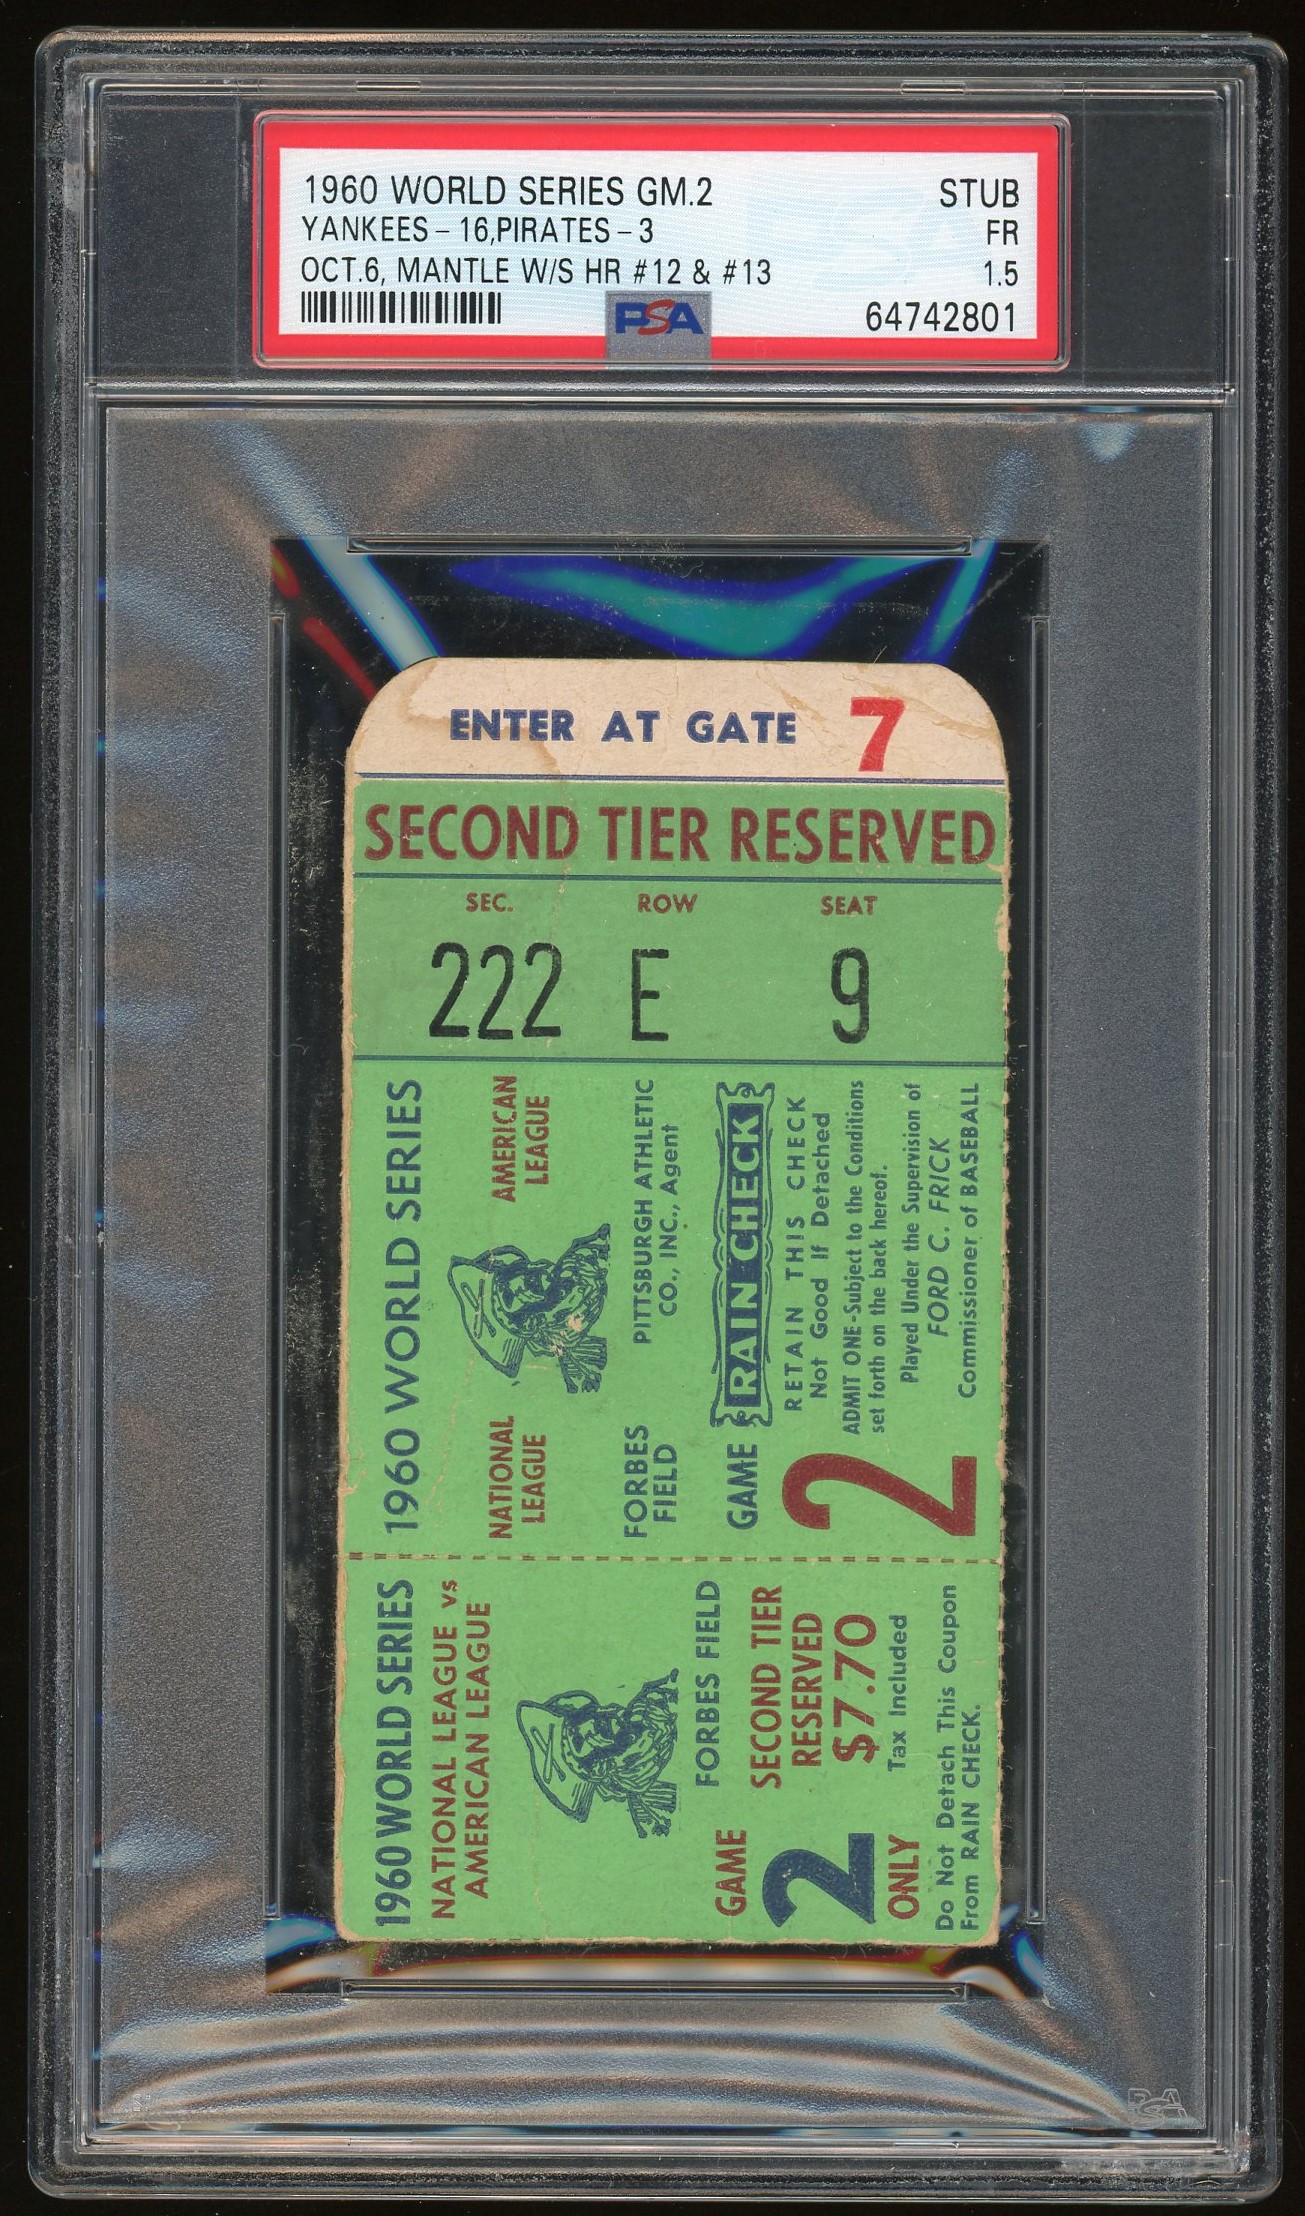 1960 WORLD SERIES GM.2 STUB
YANKEES - 16,PIRATES - 3 FR
OCT.6, MANTLE W/S HR #12 & #13 1.5
PSA 64742801
ENTER AT GATE 7
SECOND TIER RESERVED
SEC. ROW SEAT
222 E 9
1960 WORLD SERIES
NATIONAL LEAGUE
AMERICAN LEAGUE
FORBES FIELD
PITTSBURGH ATHLETIC
CO., INC., Agent
GAME 2
RAIN CHECK
RETAIN THIS CHECK
Not Good If Detached
ADMIT ONE-Subject to the Conditions
set forth on the back hereof.
Played Under the Supervision of
FORD C. FRICK
Commissioner of BASEBALL
1960 WORLD SERIES
NATIONAL LEAGUE vs
AMERICAN LEAGUE
FORBES FIELD
GAME
2
ONLY
SECOND TIER
RESERVED
$7.70
Tax Included
Do Not Detach This Coupon
From RAIN CHECK.
PSA